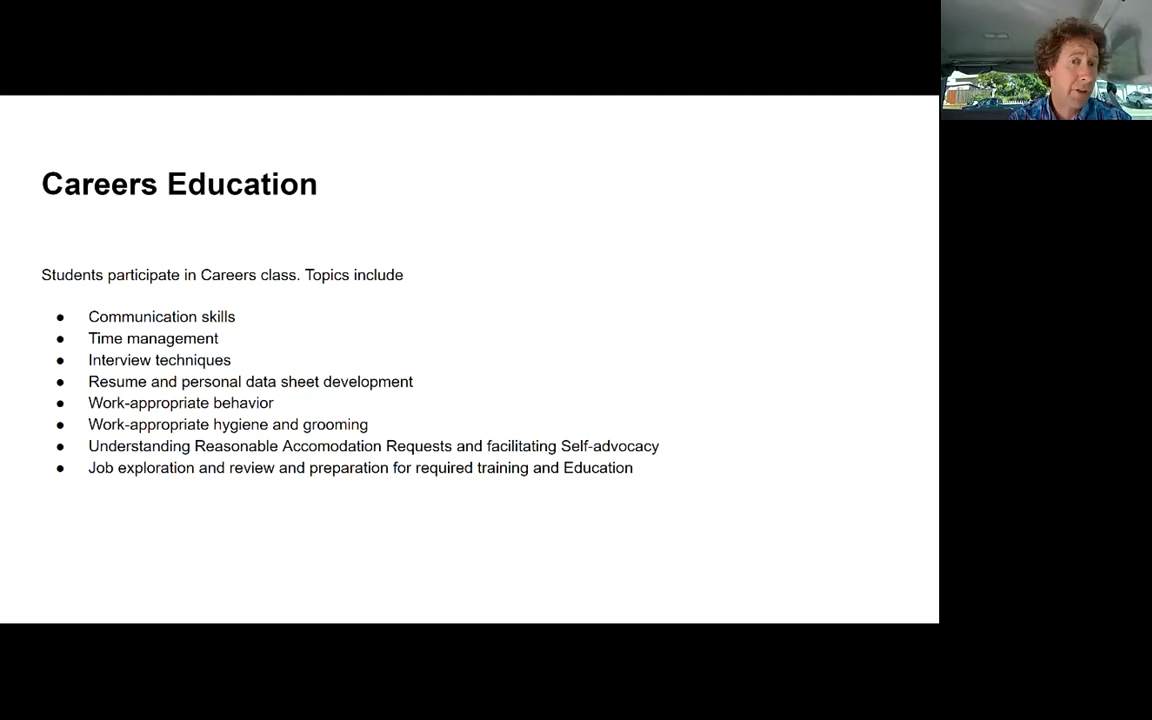 Careers Education
Students participate in Careers class. Topics include
● Communication skills
● Time management
● Interview techniques
● Resume and personal data sheet development
● Work-appropriate behavior
● Work-appropriate hygiene and grooming
● Understanding Reasonable Accomodation Requests and facilitating Self-advocacy
● Job exploration and review and preparation for required training and Education